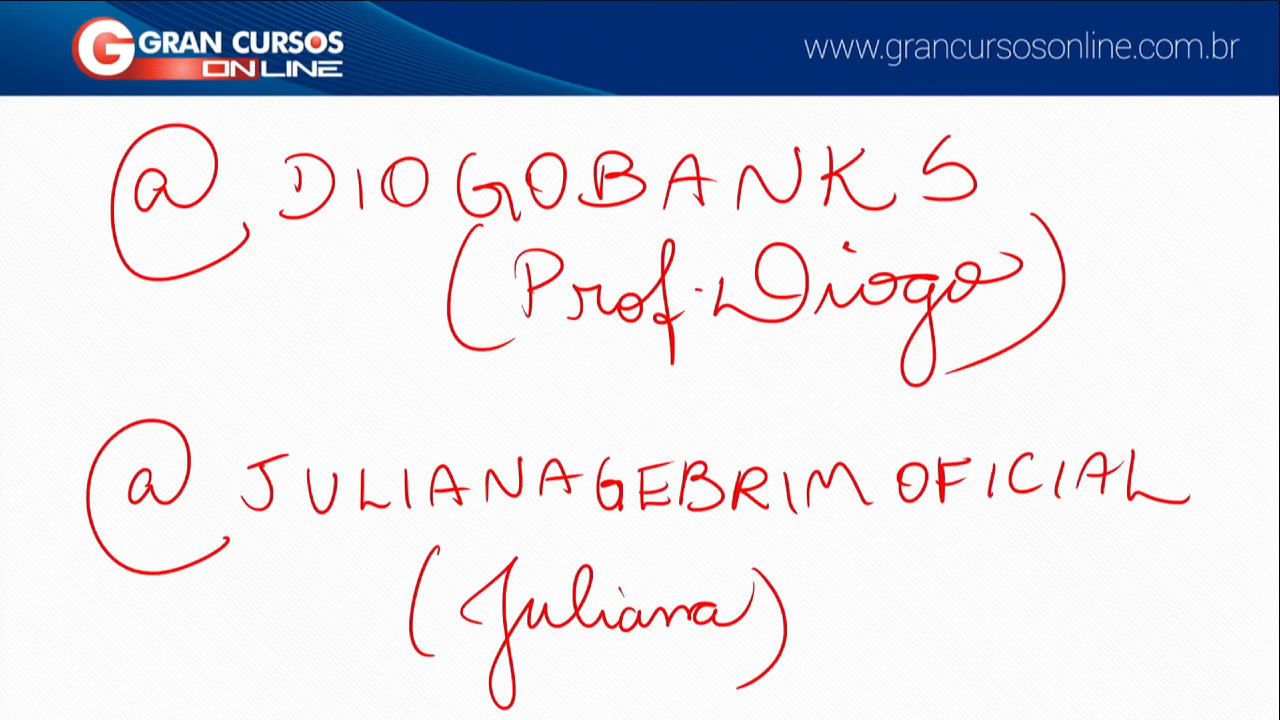 GRAN CURSOS
ONLINE
www.grancursosonline.com.br
@DIOGOBANKS
(Prof. Diogo)
@JULIANAGEBRIMOFICIAL
(Juliana)